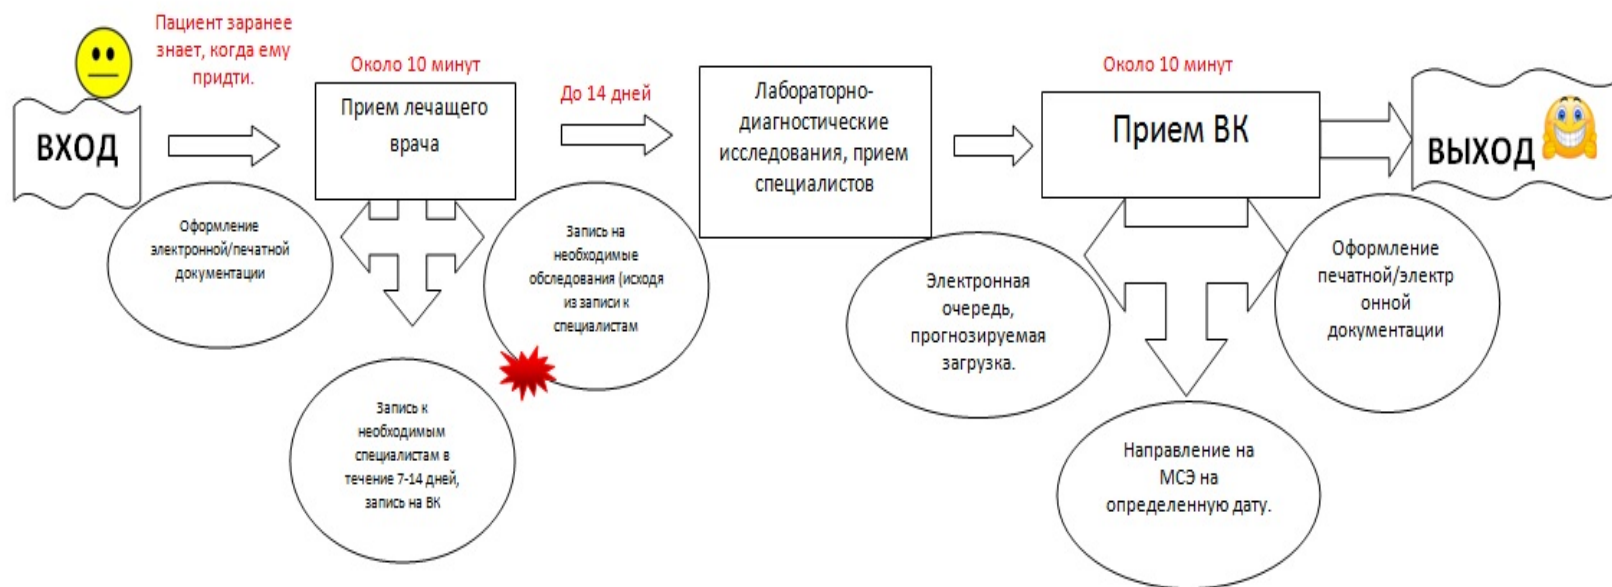 Пациент заранее
знает, когда ему
придти.
ВХОД
Около 10 минут
Прием лечащего
врача
До 14 дней
Лабораторно-
диагностические
исследования, прием
специалистов
Около 10 минут
Прием ВК
ВЫХОД
Оформление
электронной/печатной
документации
Запись к
необходимым
специалистам в
течение 7-14 дней,
запись на ВК
Запись на
необходимые
обследования (исходя
из записи к
специалистам
Электронная
очередь,
прогнозируемая
загрузка.
Направление на
МСЭ на
определенную дату.
Оформление
печатной/электр
онной
документации